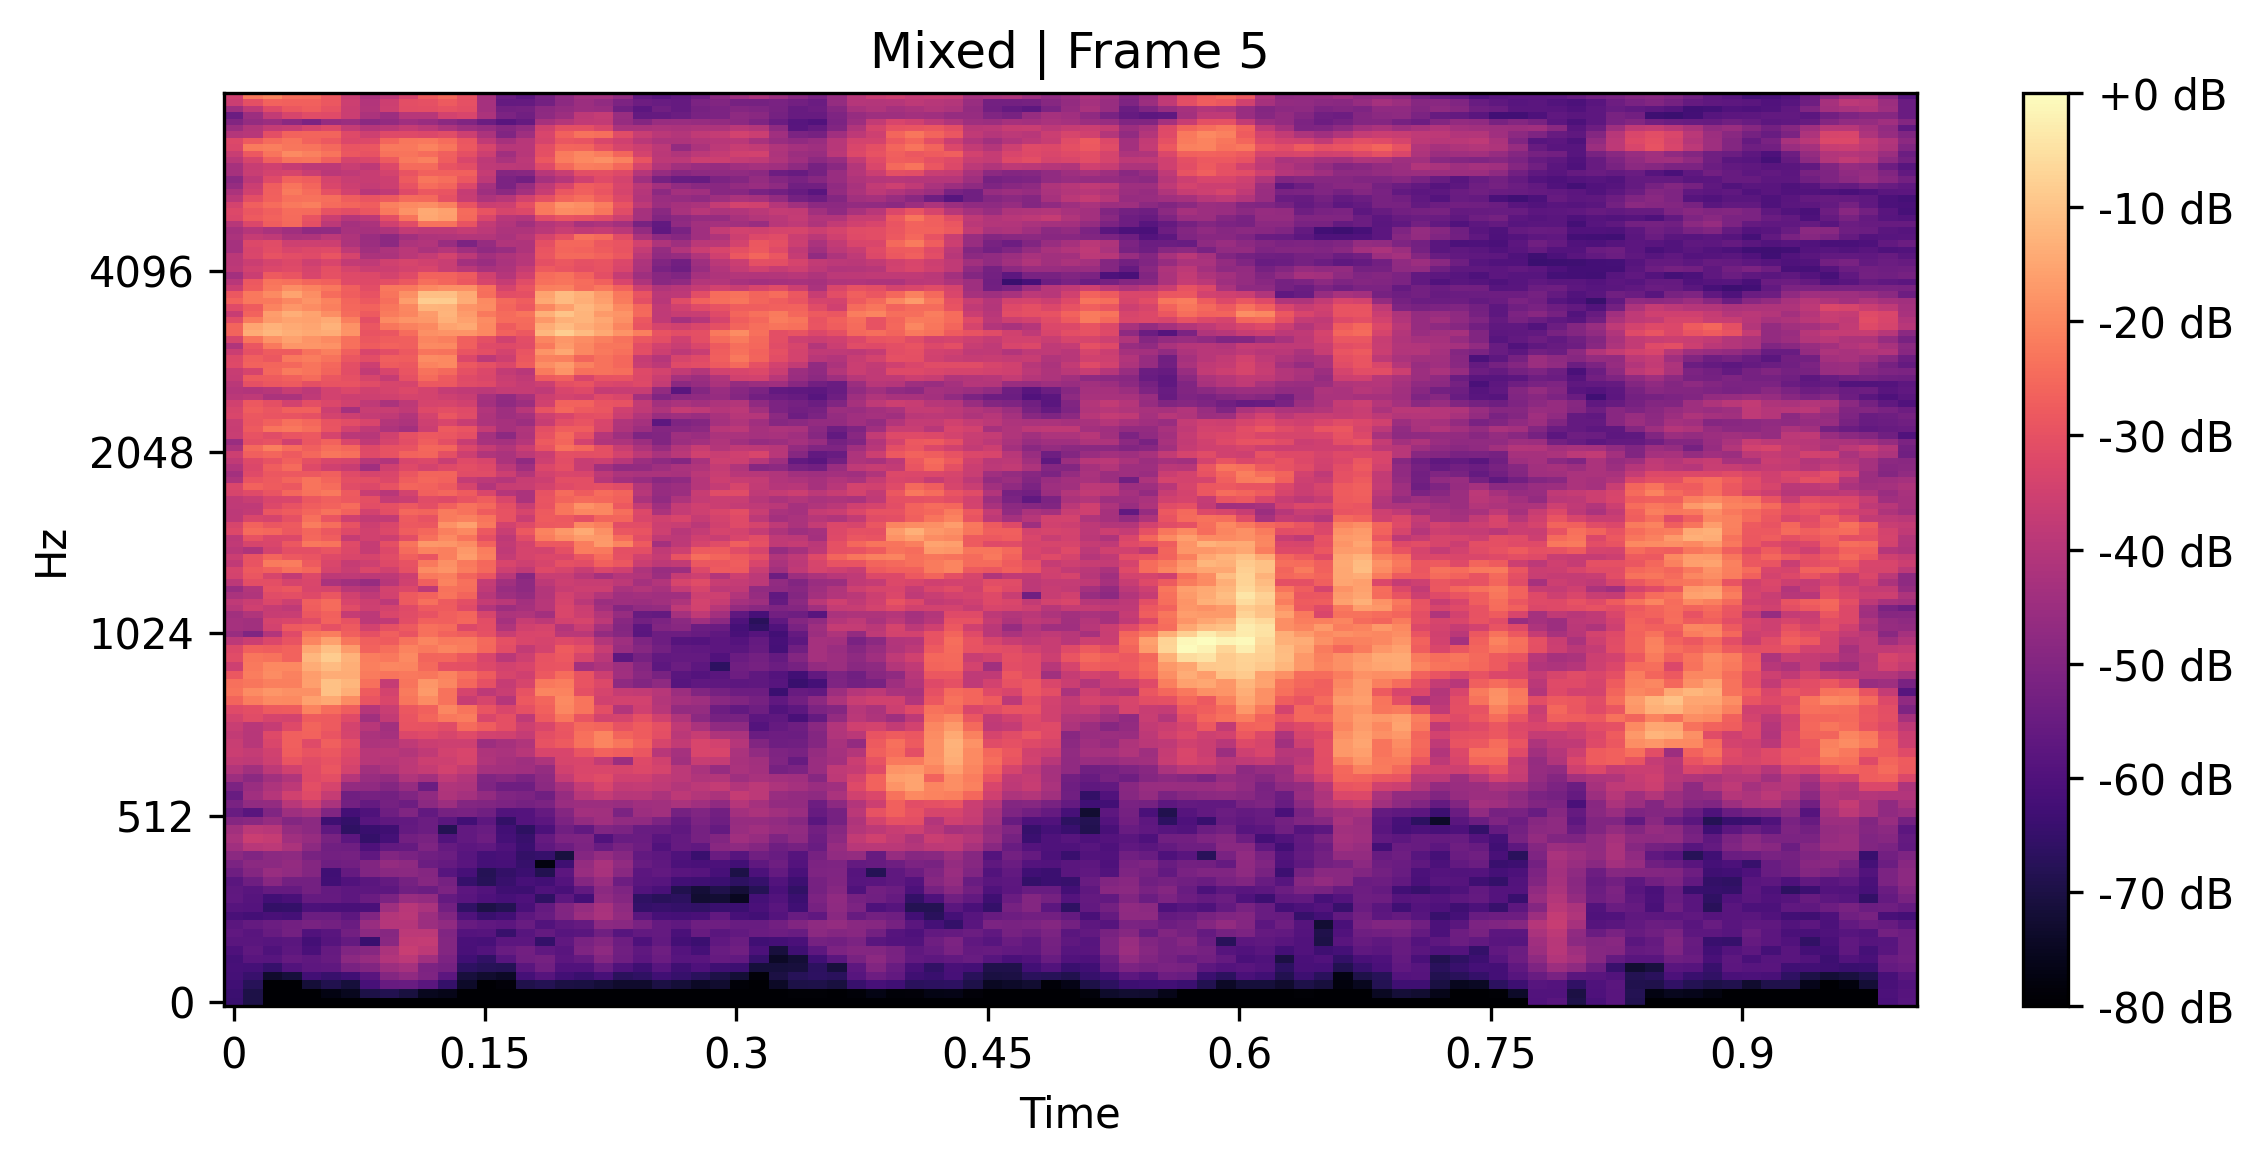 Mixed | Frame 5
+0 dB
-10 dB
-20 dB
-30 dB
-40 dB
-50 dB
-60 dB
-70 dB
-80 dB
Hz
4096
2048
1024
512
0
0 0.15 0.3 0.45 0.6 0.75 0.9
Time